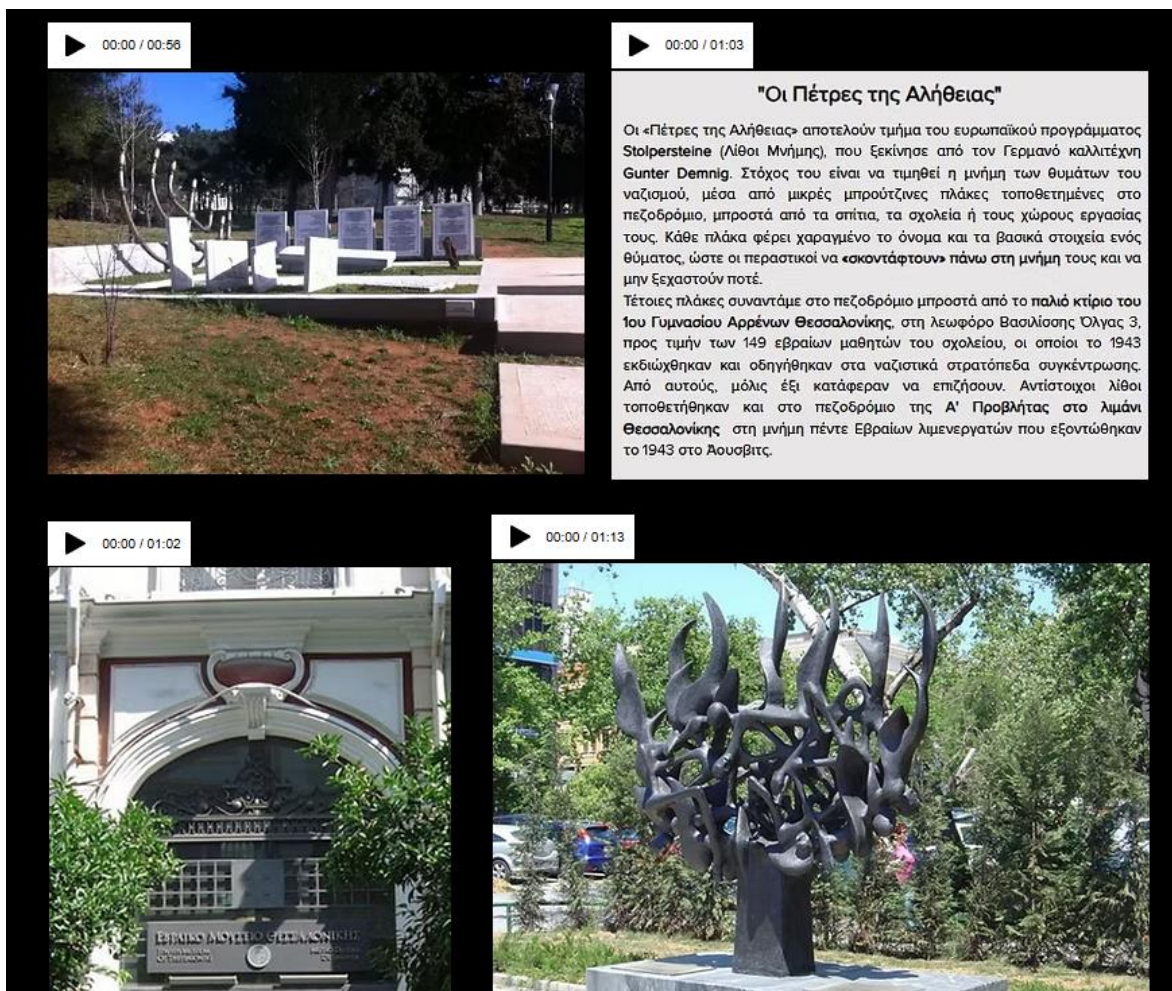 00:00 / 00:56
00:00 / 01:03
"Οι Πέτρες της Αλήθειας"
Οι «Πέτρες της Αλήθειας» αποτελούν τμήμα του ευρωπαϊκού προγράμματος
Stolpersteine (Λίθοι Μνήμης), που ξεκίνησε από τον Γερμανό καλλιτέχνη
Gunter Demnig. Στόχος του είναι να τιμηθεί η μνήμη των θυμάτων του
ναζισμού, μέσα από μικρές μπρούτζινες πλάκες τοποθετημένες στο
πεζοδρόμιο, μπροστά από τα σπίτια, τα σχολεία ή τους χώρους εργασίας
τους. Κάθε πλάκα φέρει χαραγμένο το όνομα και τα βασικά στοιχεία ενός
θύματος, ώστε οι περαστικοί να «σκοντάφτουν» πάνω στη μνήμη τους και να
μην ξεχαστούν ποτέ.
Τέτοιες πλάκες συναντάμε στο πεζοδρόμιο μπροστά από το παλιό κτίριο του
1ου Γυμνασίου Αρρένων Θεσσαλονίκης, στη λεωφόρο Βασιλίσσης Όλγας 3,
προς τιμήν των 149 εβραίων μαθητών του σχολείου, οι οποίοι το 1943
εκδιώχθηκαν και οδηγήθηκαν στα ναζιστικά στρατόπεδα συγκέντρωσης.
Από αυτούς, μόλις έξι κατάφεραν να επιζήσουν. Αντίστοιχοι λίθοι
τοποθετήθηκαν και στο πεζοδρόμιο της Α' Προβλήτας στο λιμάνι
Θεσσαλονίκης στη μνήμη πέντε Εβραίων λιμενεργατών που εξοντώθηκαν
το 1943 στο Άουσβιτς.
00:00 / 01:02
00:00 / 01:13
ΕΒΡΑΪΚΟ ΜΟΥΣΕΙΟ ΘΕΣΣΑΛΟΝΙΚΗΣ